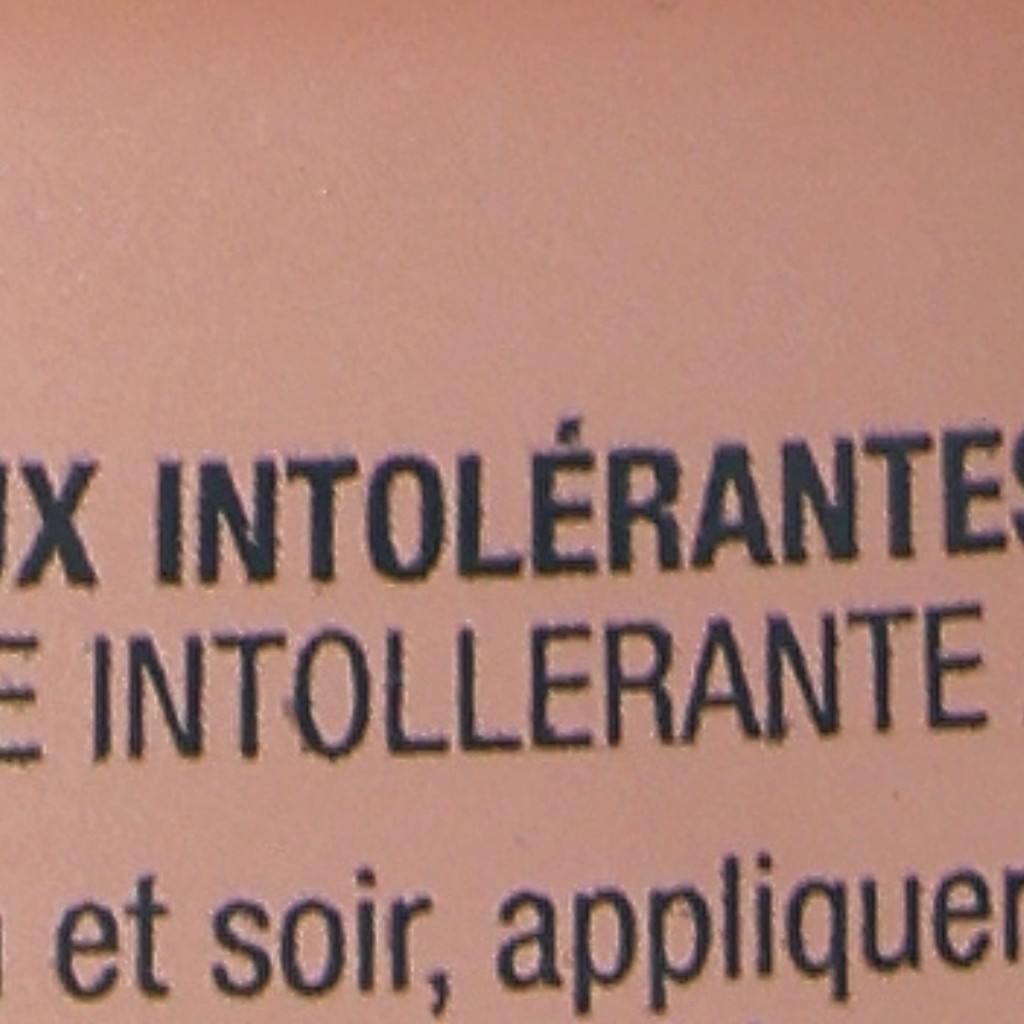 UX INTOLÉRANTES
E INTOLLERANTE
et soir, appliquer